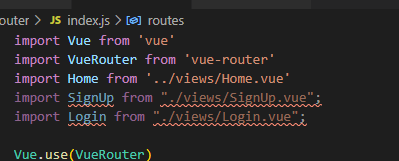 outer > JS index.js > routes
import Vue from 'vue'
import VueRouter from 'vue-router'
import Home from '../views/Home.vue'
import SignUp from "./views/SignUp.vue";
import Login from "./views/Login.vue";
Vue.use(VueRouter)